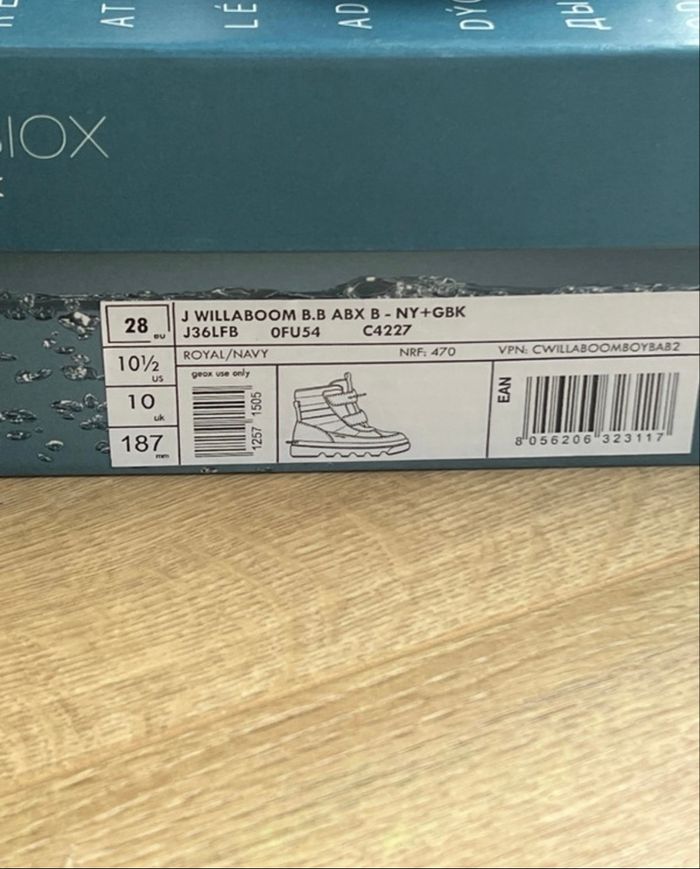 AT
LÉ
AD
DÝ
ДЫ
IOX
28 EU
J WILLABOOM B.B ABX B - NY+GBK
J36LFB 0FU54 C4227
10½ US
ROYAL/NAVY NRF: 470 VPN: CWILLABOOMBOYBAB2
geox use only
10 uk
1257 1505
EAN
8 056206 323117
187 mm